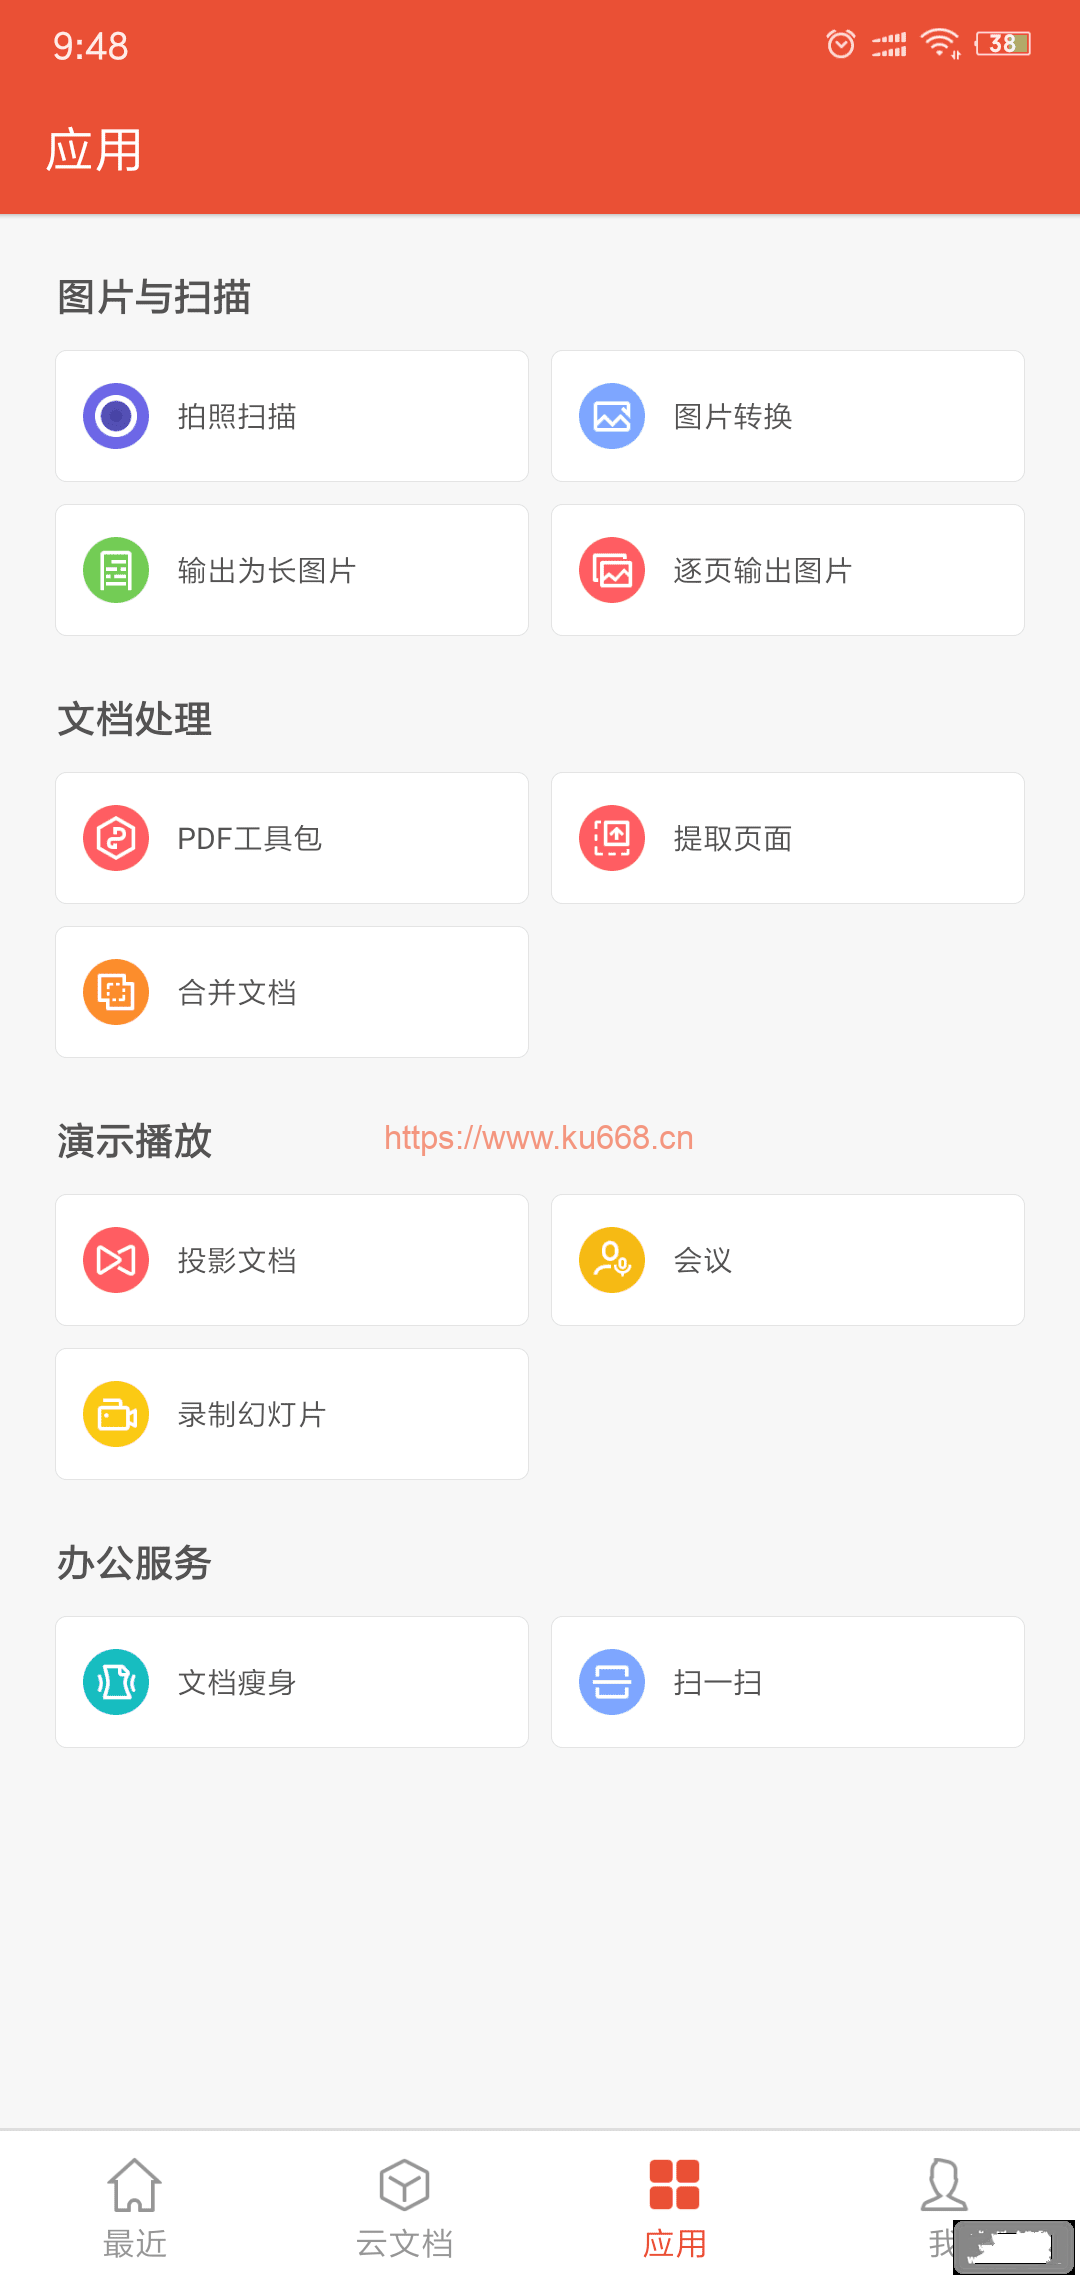 9:48
38
应用
图片与扫描
拍照扫描
图片转换
输出为长图片
逐页输出图片
文档处理
PDF工具包
提取页面
合并文档
演示播放
https://www.ku668.cn
投影文档
会议
录制幻灯片
办公服务
文档瘦身
扫一扫
最近
云文档
应用
我